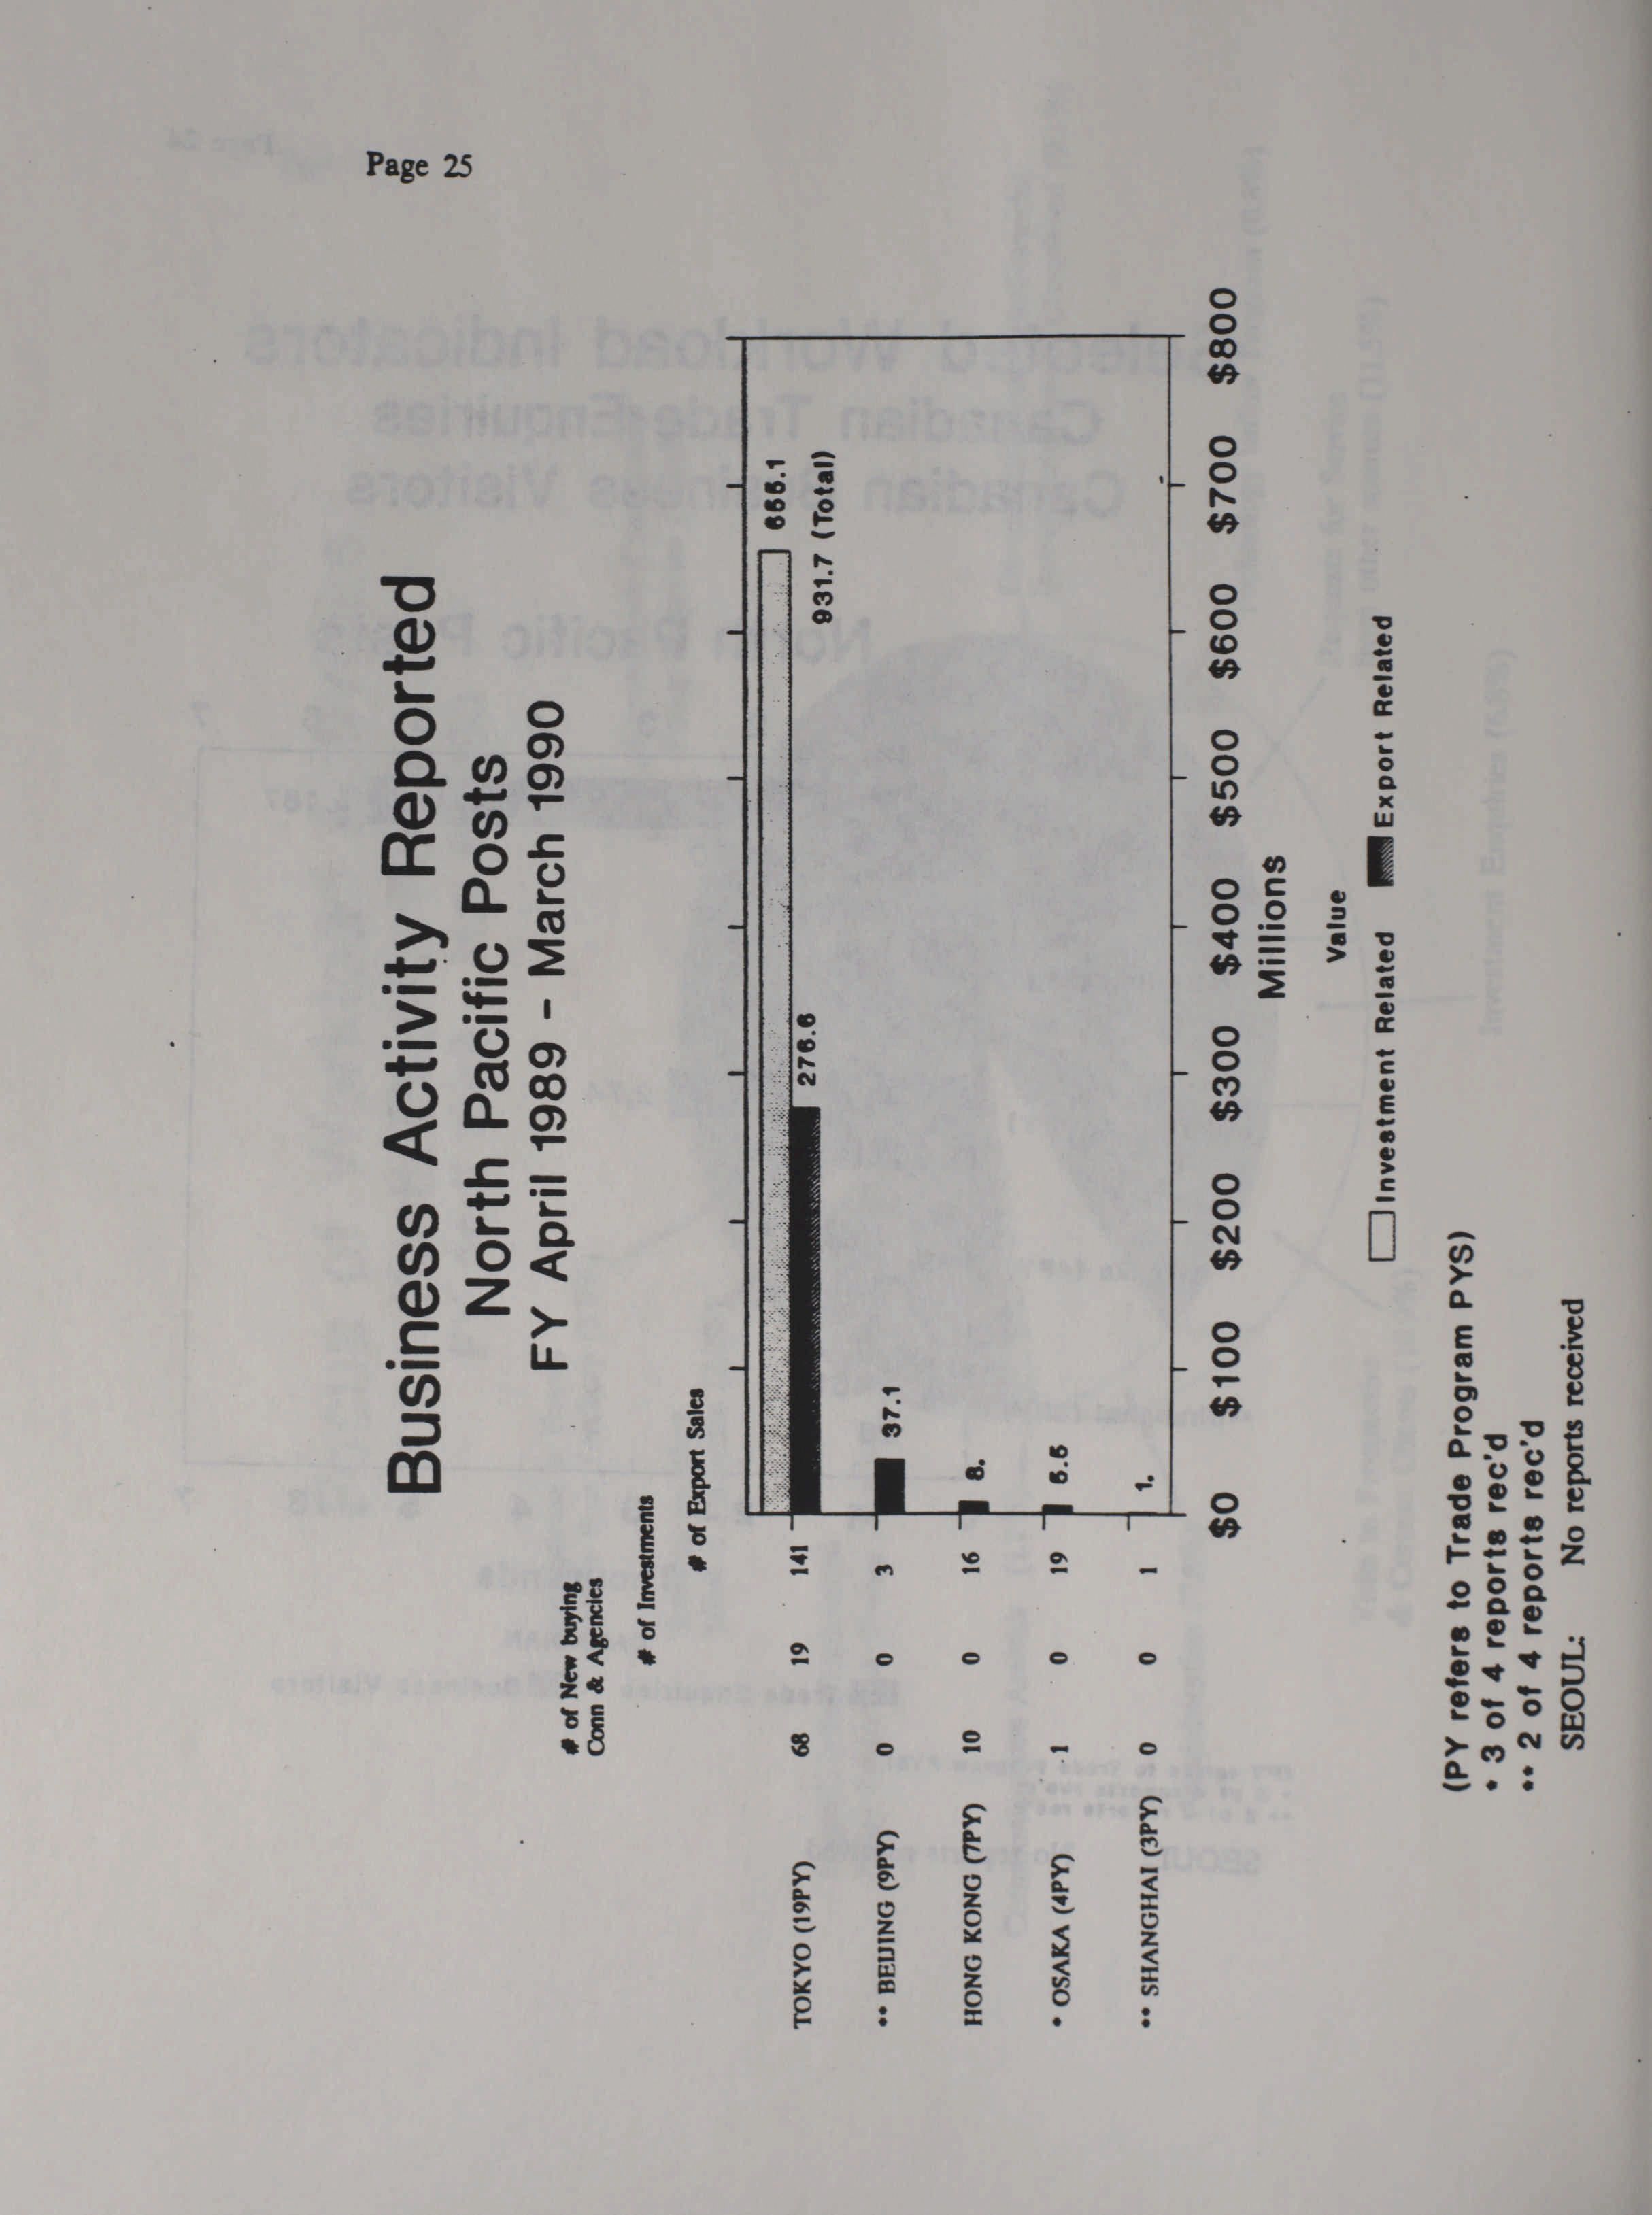 Page 25
Business Activity Reported
North Pacific Posts
FY April 1989 - March 1990
# of New buying
Conn & Agencies
# of Investments
# of Export Sales
TOKYO (19PY) 68 19 141 655.1
276.6 931.7 (Total)
** BEIJING (9PY) 0 0 3 37.1
HONG KONG (7PY) 10 0 16 8.
* OSAKA (4PY) 1 0 19 5.5
** SHANGHAI (3PY) 0 0 1 1.
$0 $100 $200 $300 $400 $500 $600 $700 $800
Millions
Value
Investment Related Export Related
(PY refers to Trade Program PYS)
* 3 of 4 reports rec'd
** 2 of 4 reports rec'd
SEOUL: No reports received